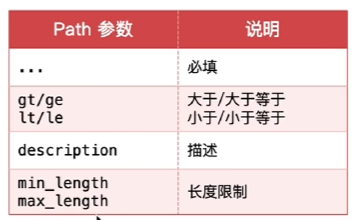 Path 参数 说明
... 必填
gt/ge 大于/大于等于
lt/le 小于/小于等于
description 描述
min_length
max_length 长度限制